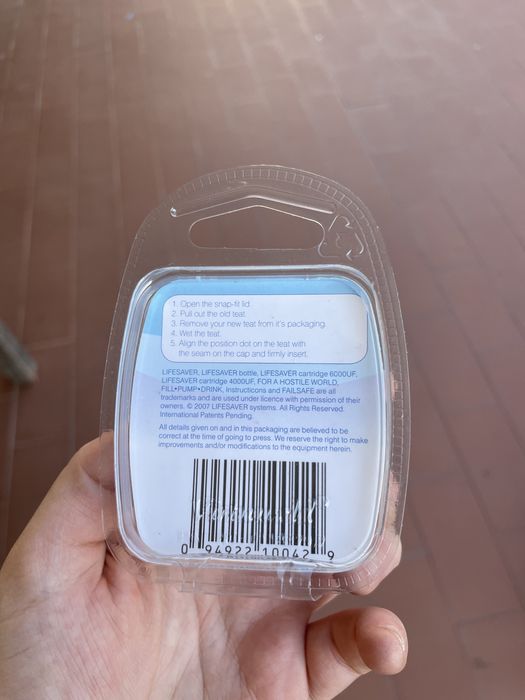 1. Open the snap-fit lid.
2. Pull out the old teat.
3. Remove your new teat from it's packaging.
4. Wet the teat.
5. Align the position dot on the teat with
the seam on the cap and firmly insert.
LIFESAVER, LIFESAVER bottle, LIFESAVER cartridge 6000UF,
LIFESAVER cartridge 4000UF, FOR A HOSTILE WORLD,
FILL•PUMP•DRINK, Instructicons and FAILSAFE are all
trademarks and are used under licence with permission of their
owners. © 2007 LIFESAVER systems. All Rights Reserved.
International Patents Pending.
All details given on and in this packaging are believed to be
correct at the time of going to press. We reserve the right to make
improvements and/or modifications to the equipment herein.
0 94922 10042 9